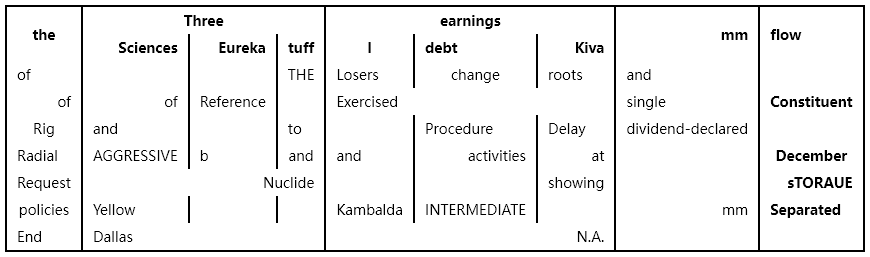 the Three earnings mm flow
Sciences Eureka tuff I debt Kiva
of THE Losers change roots and
of of Reference Exercised single Constituent
Rig and to Procedure Delay dividend-declared
Radial AGGRESSIVE b and and activities at December
Request Nuclide showing sTORAUE
policies Yellow Kambalda INTERMEDIATE mm Separated
End Dallas N.A.